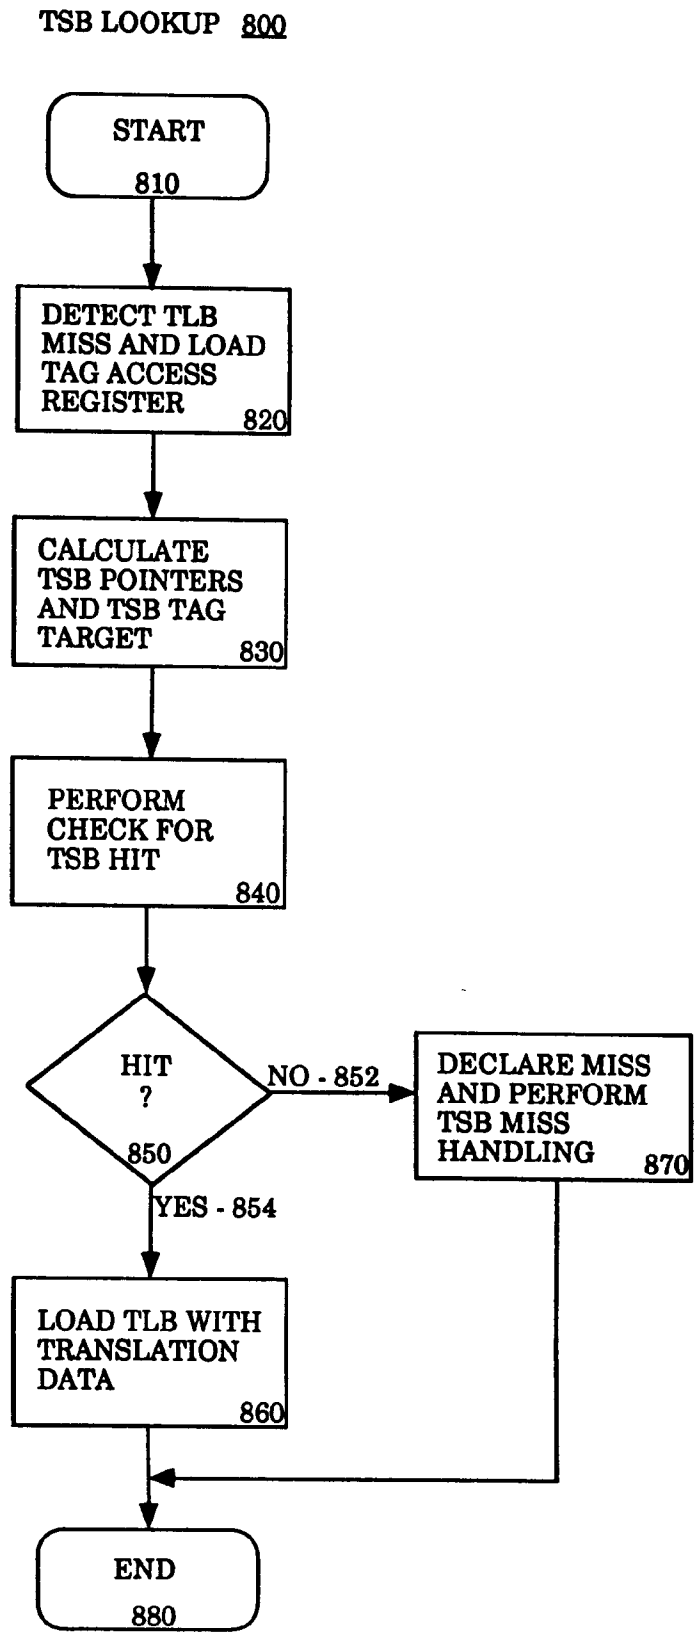 TSB LOOKUP 800
START
810
DETECT TLB
MISS AND LOAD
TAG ACCESS
REGISTER
820
CALCULATE
TSB POINTERS
AND TSB TAG
TARGET
830
PERFORM
CHECK FOR
TSB HIT
840
HIT
?
850
NO - 852
DECLARE MISS
AND PERFORM
TSB MISS
HANDLING
870
YES - 854
LOAD TLB WITH
TRANSLATION
DATA
860
END
880